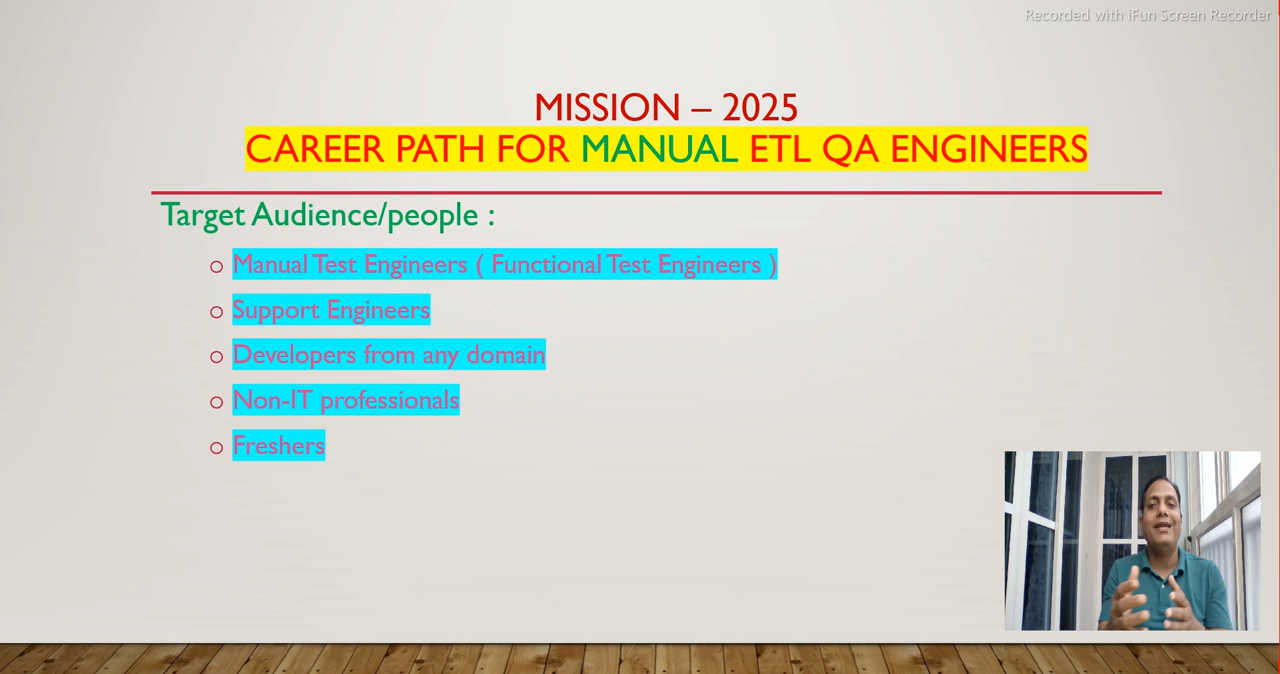 Recorded with iFun Screen Recorder
MISSION – 2025
CAREER PATH FOR MANUAL ETL QA ENGINEERS
Target Audience/people :
o Manual Test Engineers ( Functional Test Engineers )
o Support Engineers
o Developers from any domain
o Non-IT professionals
o Freshers